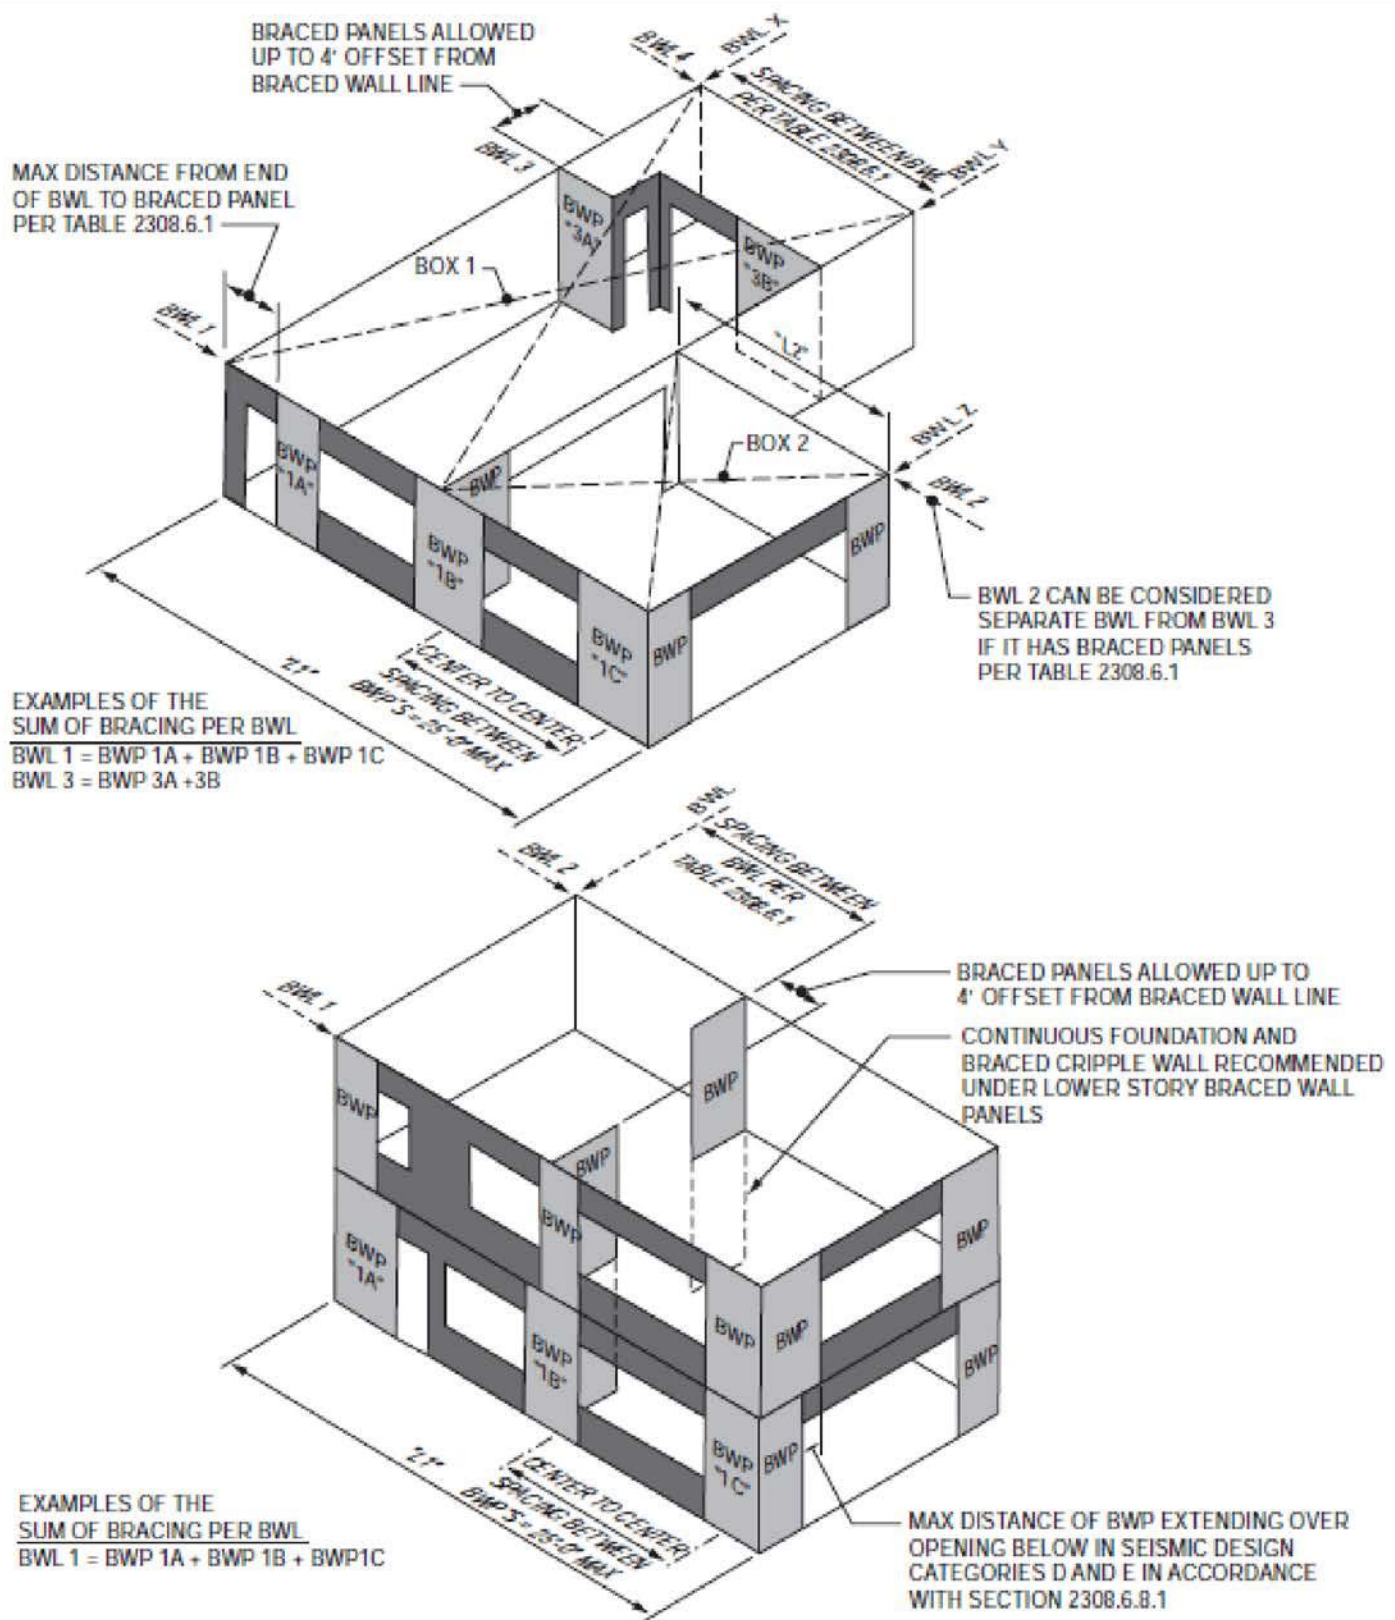 BRACED PANELS ALLOWED
UP TO 4' OFFSET FROM
BRACED WALL LINE
BWL 4
BWL X
SPACING BETWEEN BWL
PER TABLE 2308.6.1
BWL Y
BWL 3
MAX DISTANCE FROM END
OF BWL TO BRACED PANEL
PER TABLE 2308.6.1
BWP
"3A"
BWP
"3B"
BOX 1
BWL 1
"L2"
BWL Z
BOX 2
BWL 2
BWP
"1A"
BWP
BWP
"1B"
BWP
BWP
"1C"
BWP
BWL 2 CAN BE CONSIDERED
SEPARATE BWL FROM BWL 3
IF IT HAS BRACED PANELS
PER TABLE 2308.6.1
"L1"
CENTER TO CENTER
SPACING BETWEEN
BWP'S = 25'-0" MAX
EXAMPLES OF THE
SUM OF BRACING PER BWL
BWL 1 = BWP 1A + BWP 1B + BWP 1C
BWL 3 = BWP 3A +3B
BWL
SPACING BETWEEN
BWL PER
TABLE 2308.6.1
BWL 2
BRACED PANELS ALLOWED UP TO
4' OFFSET FROM BRACED WALL LINE
BWL 1
CONTINUOUS FOUNDATION AND
BRACED CRIPPLE WALL RECOMMENDED
UNDER LOWER STORY BRACED WALL
PANELS
BWP
BWP
BWP
BWP
BWP
BWP
BWP
BWP
"1A"
BWP
"1B"
BWP
"1C"
BWP
BWP
"L1"
CENTER TO CENTER
SPACING BETWEEN
BWP'S = 25'-0" MAX
EXAMPLES OF THE
SUM OF BRACING PER BWL
BWL 1 = BWP 1A + BWP 1B + BWP1C
MAX DISTANCE OF BWP EXTENDING OVER
OPENING BELOW IN SEISMIC DESIGN
CATEGORIES D AND E IN ACCORDANCE
WITH SECTION 2308.6.8.1